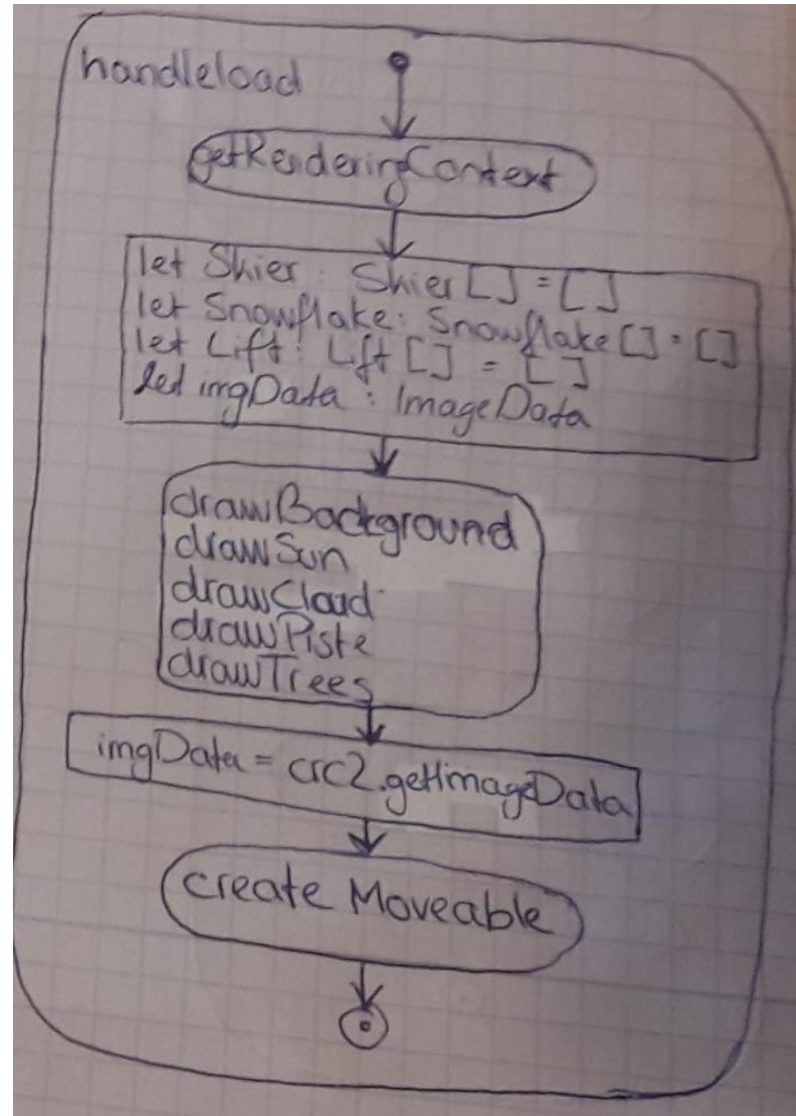 handleload
getRenderingContext
let Skier : Skier [] = []
let Snowflake: Snowflake [] = []
let Lift: Lift [] = []
let imgData : ImageData
drawBackground
drawSun
drawCloud
drawPiste
drawTrees
imgData = crc2.getImageData
create Moveable